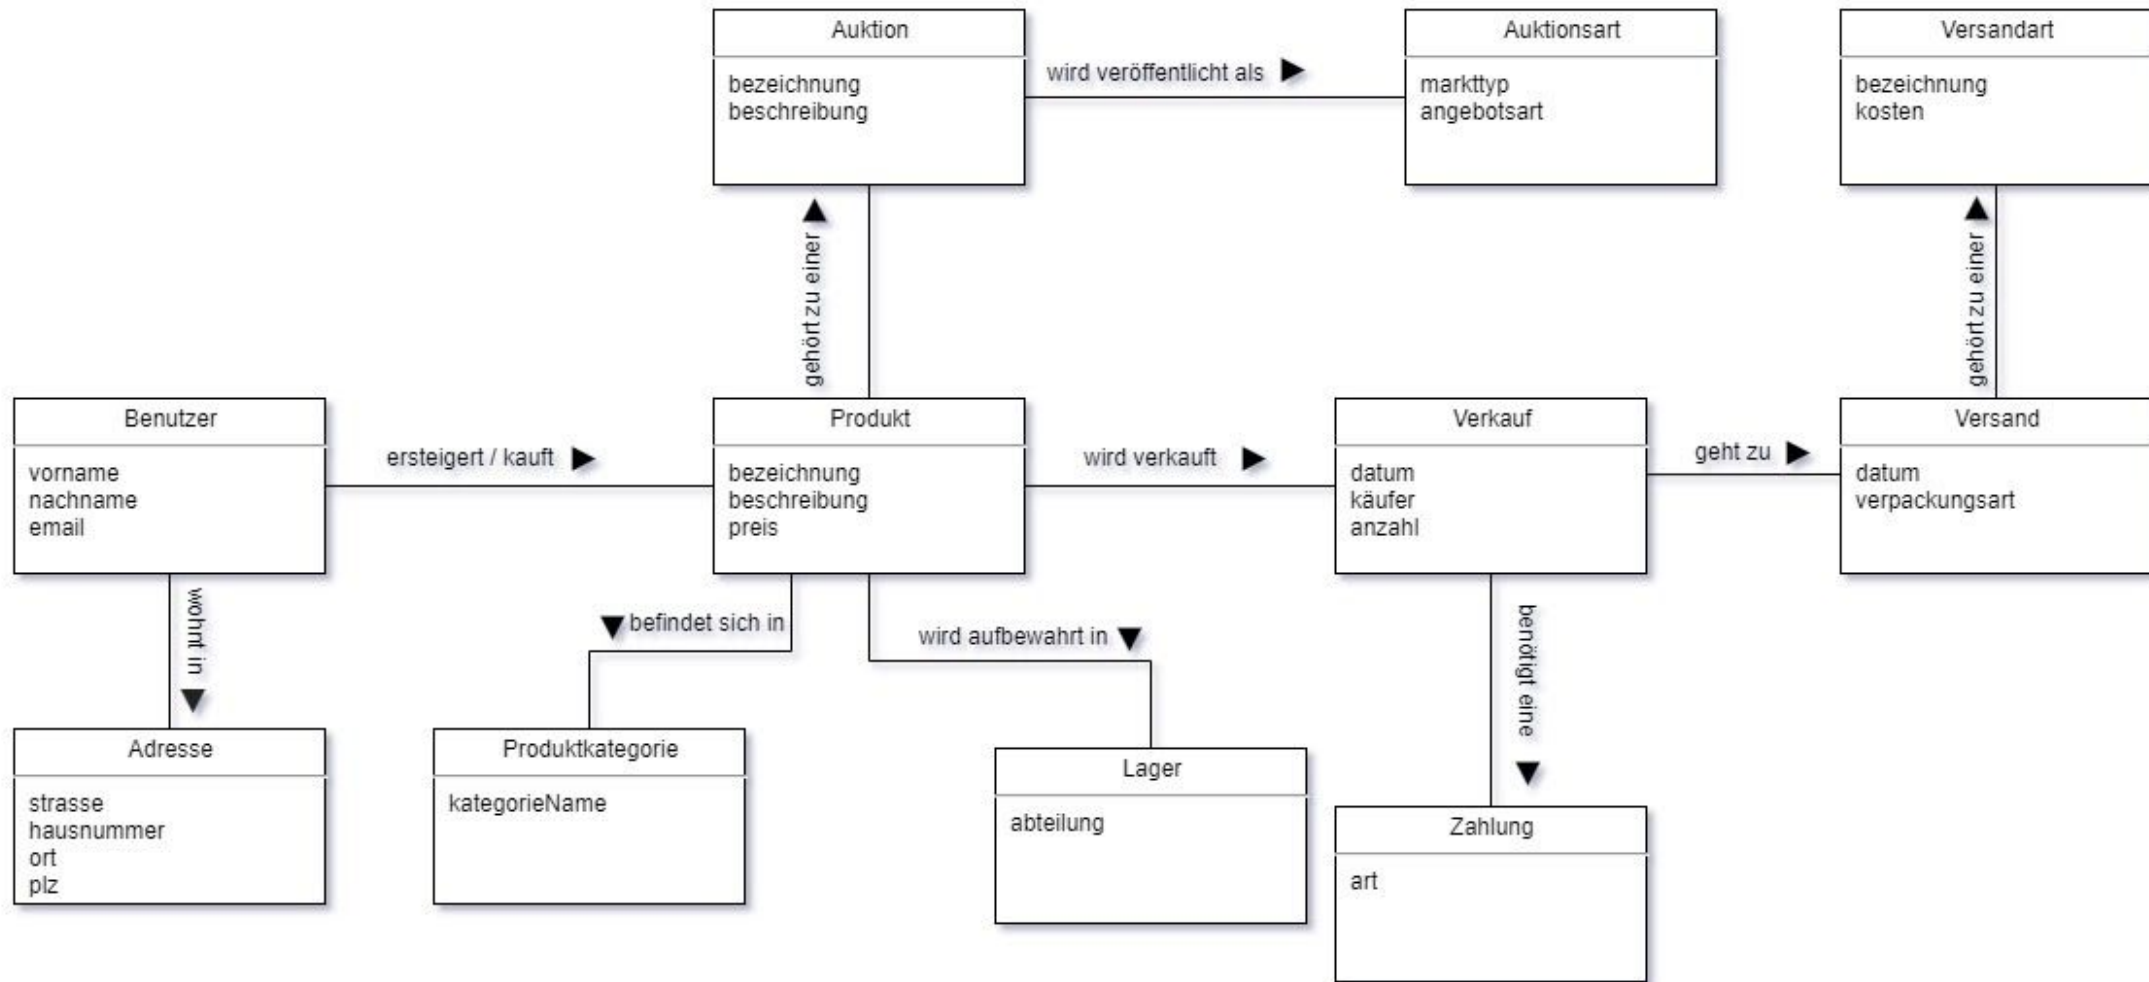 Auktion
bezeichnung
beschreibung
wird veröffentlicht als
Auktionsart
markttyp
angebotsart
Versandart
bezeichnung
kosten
gehört zu einer
gehört zu einer
Benutzer
vorname
nachname
email
ersteigert / kauft
Produkt
bezeichnung
beschreibung
preis
wird verkauft
Verkauf
datum
käufer
anzahl
geht zu
Versand
datum
verpackungsart
wohnt in
befindet sich in
wird aufbewahrt in
benötigt eine
Adresse
strasse
hausnummer
ort
plz
Produktkategorie
kategorieName
Lager
abteilung
Zahlung
art